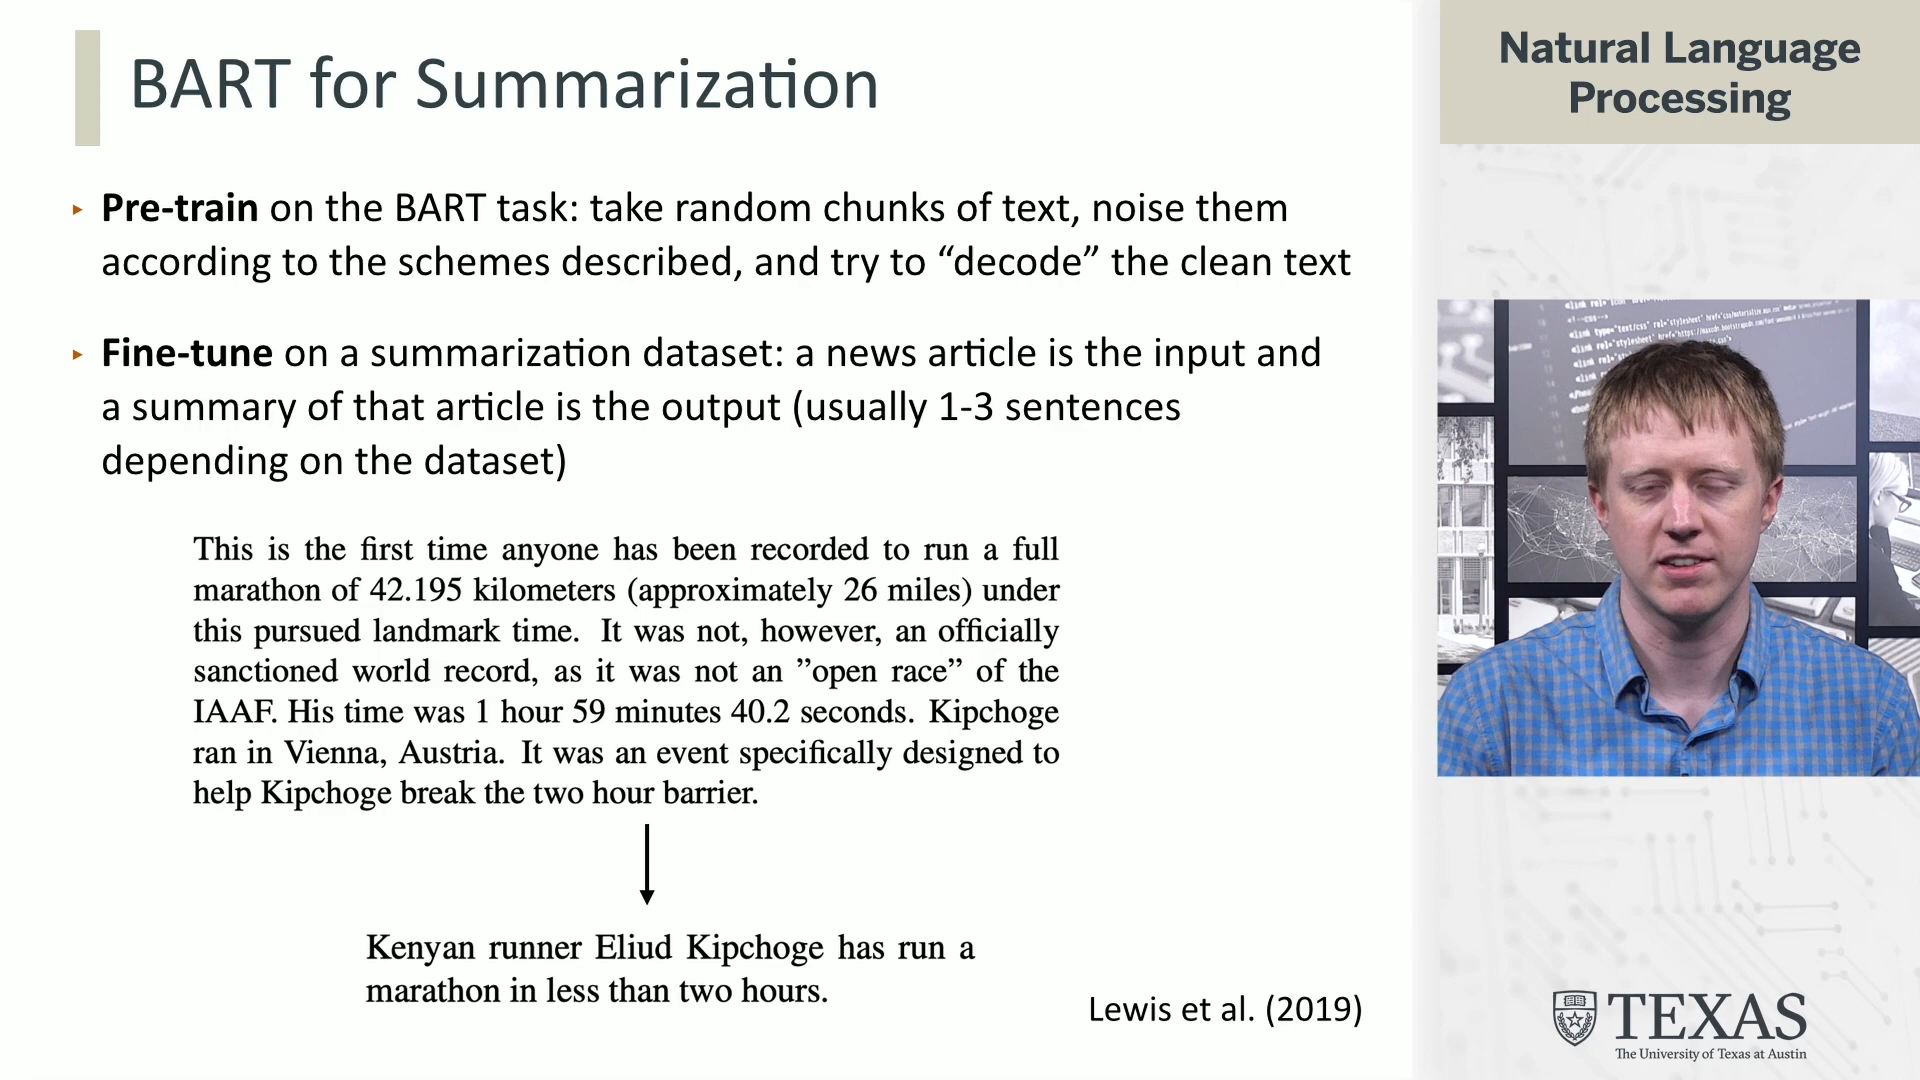 BART for Summarization
Natural Language
Processing
▸ Pre-train on the BART task: take random chunks of text, noise them
according to the schemes described, and try to “decode” the clean text
▸ Fine-tune on a summarization dataset: a news article is the input and
a summary of that article is the output (usually 1-3 sentences
depending on the dataset)
This is the first time anyone has been recorded to run a full
marathon of 42.195 kilometers (approximately 26 miles) under
this pursued landmark time. It was not, however, an officially
sanctioned world record, as it was not an ”open race” of the
IAAF. His time was 1 hour 59 minutes 40.2 seconds. Kipchoge
ran in Vienna, Austria. It was an event specifically designed to
help Kipchoge break the two hour barrier.
Kenyan runner Eliud Kipchoge has run a
marathon in less than two hours.
Lewis et al. (2019)
TEXAS
The University of Texas at Austin